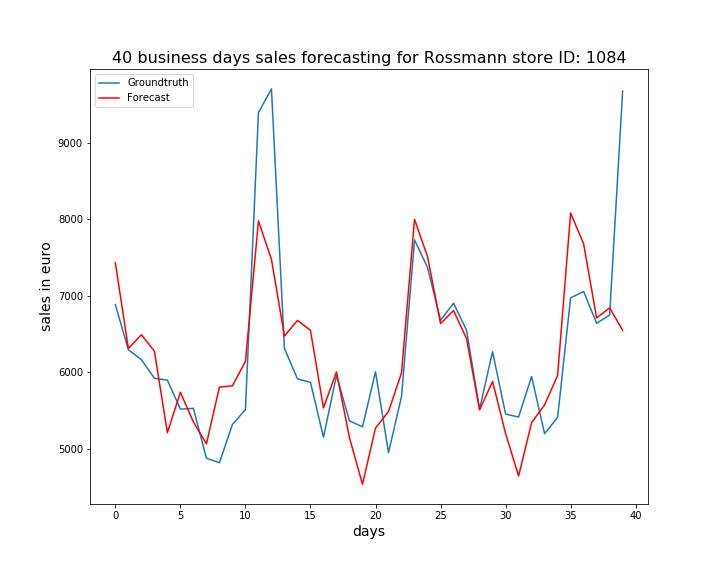 40 business days sales forecasting for Rossmann store ID: 1084
Groundtruth
Forecast
sales in euro
9000
8000
7000
6000
5000
0 5 10 15 20 25 30 35 40
days